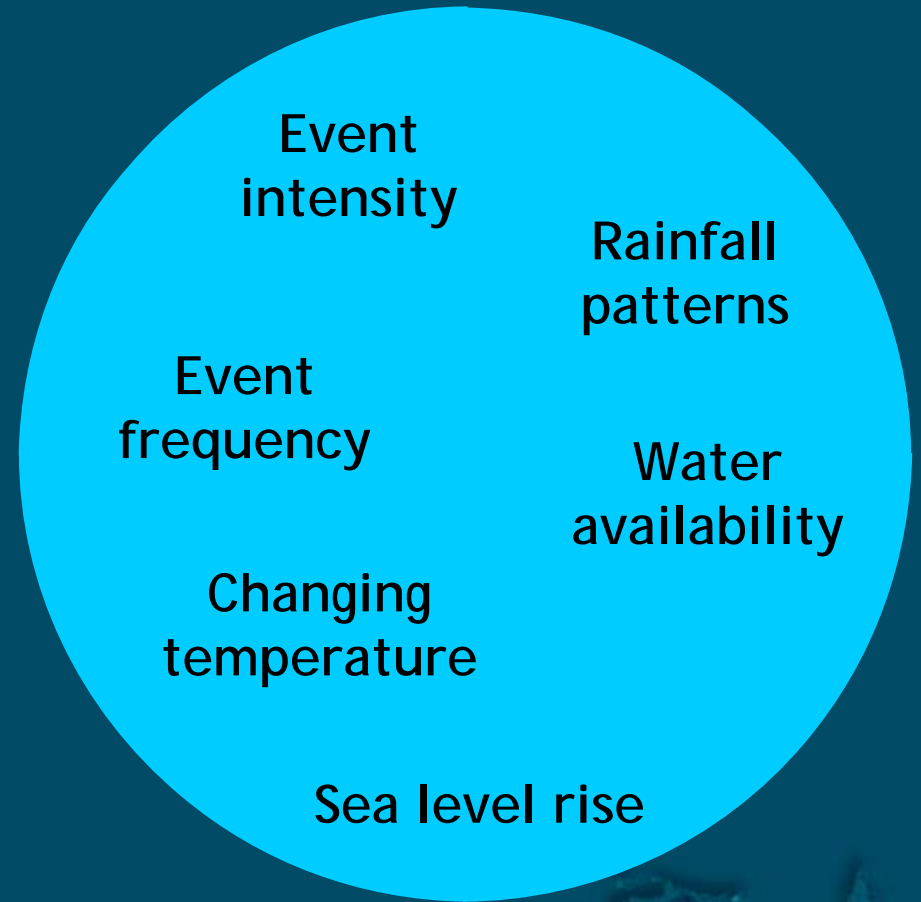 Event
intensity
Rainfall
patterns
Event
frequency
Water
availability
Changing
temperature
Sea level rise